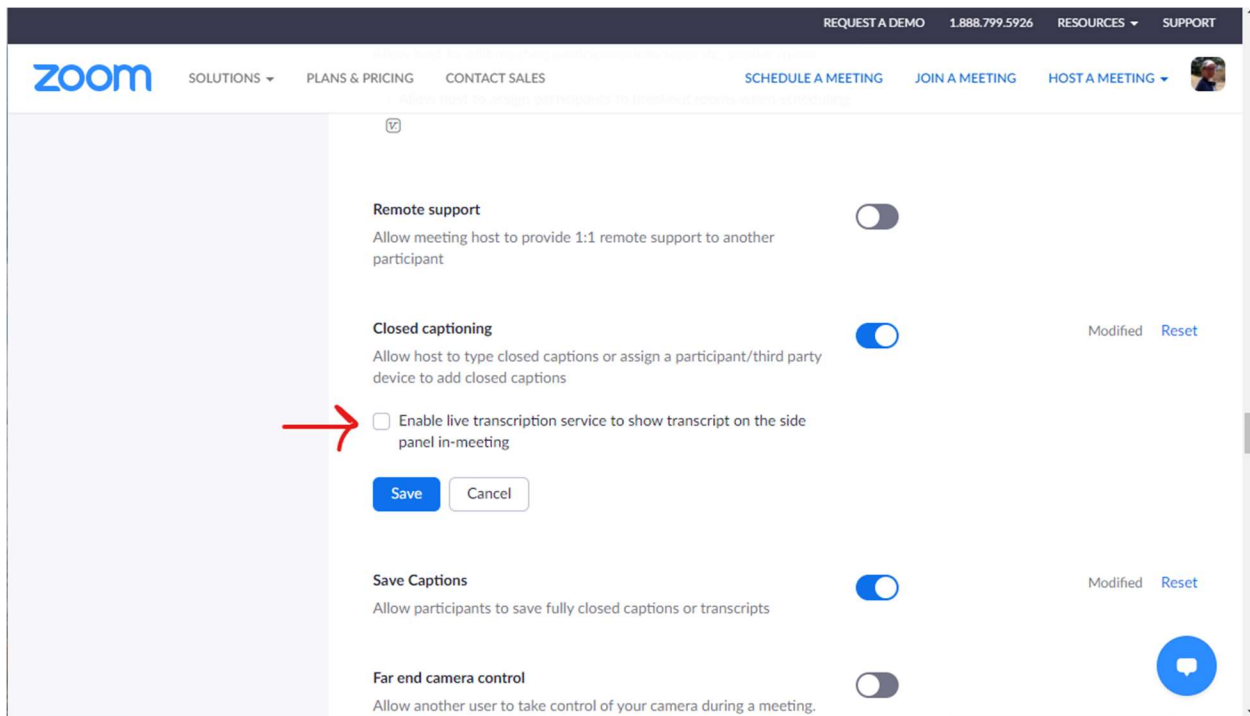 REQUEST A DEMO 1.888.799.5926 RESOURCES SUPPORT
zoom SOLUTIONS PLANS & PRICING CONTACT SALES SCHEDULE A MEETING JOIN A MEETING HOST A MEETING
Remote support
Allow meeting host to provide 1:1 remote support to another
participant
Closed captioning
Modified Reset
Allow host to type closed captions or assign a participant/third party
device to add closed captions
Enable live transcription service to show transcript on the side
panel in-meeting
Save Cancel
Save Captions
Modified Reset
Allow participants to save fully closed captions or transcripts
Far end camera control
Allow another user to take control of your camera during a meeting.